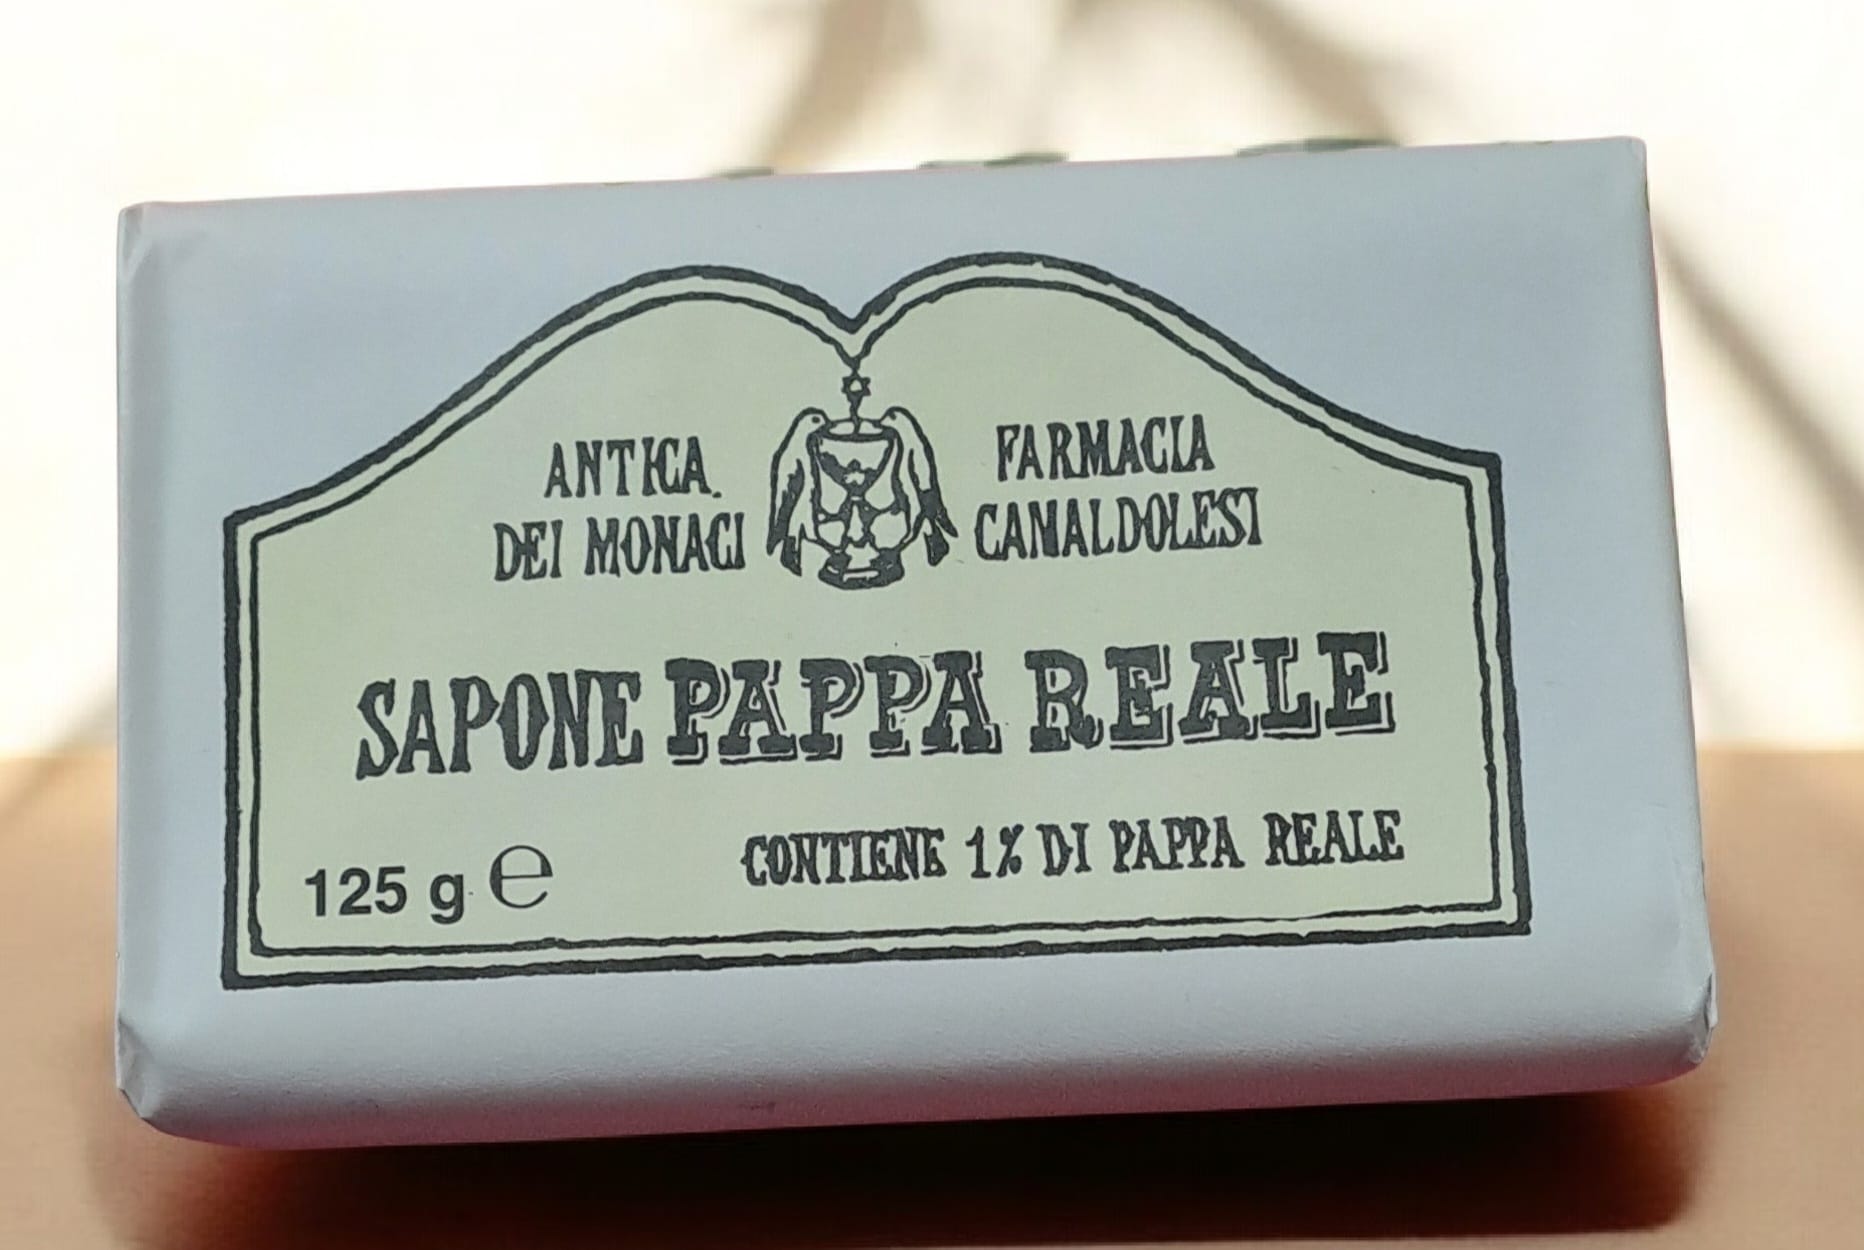 ANTICA FARMACIA
DEI MONACI CANALDOLESI
SAPONE PAPPA REALE
125 g ℮
CONTIENE 1% DI PAPPA REALE